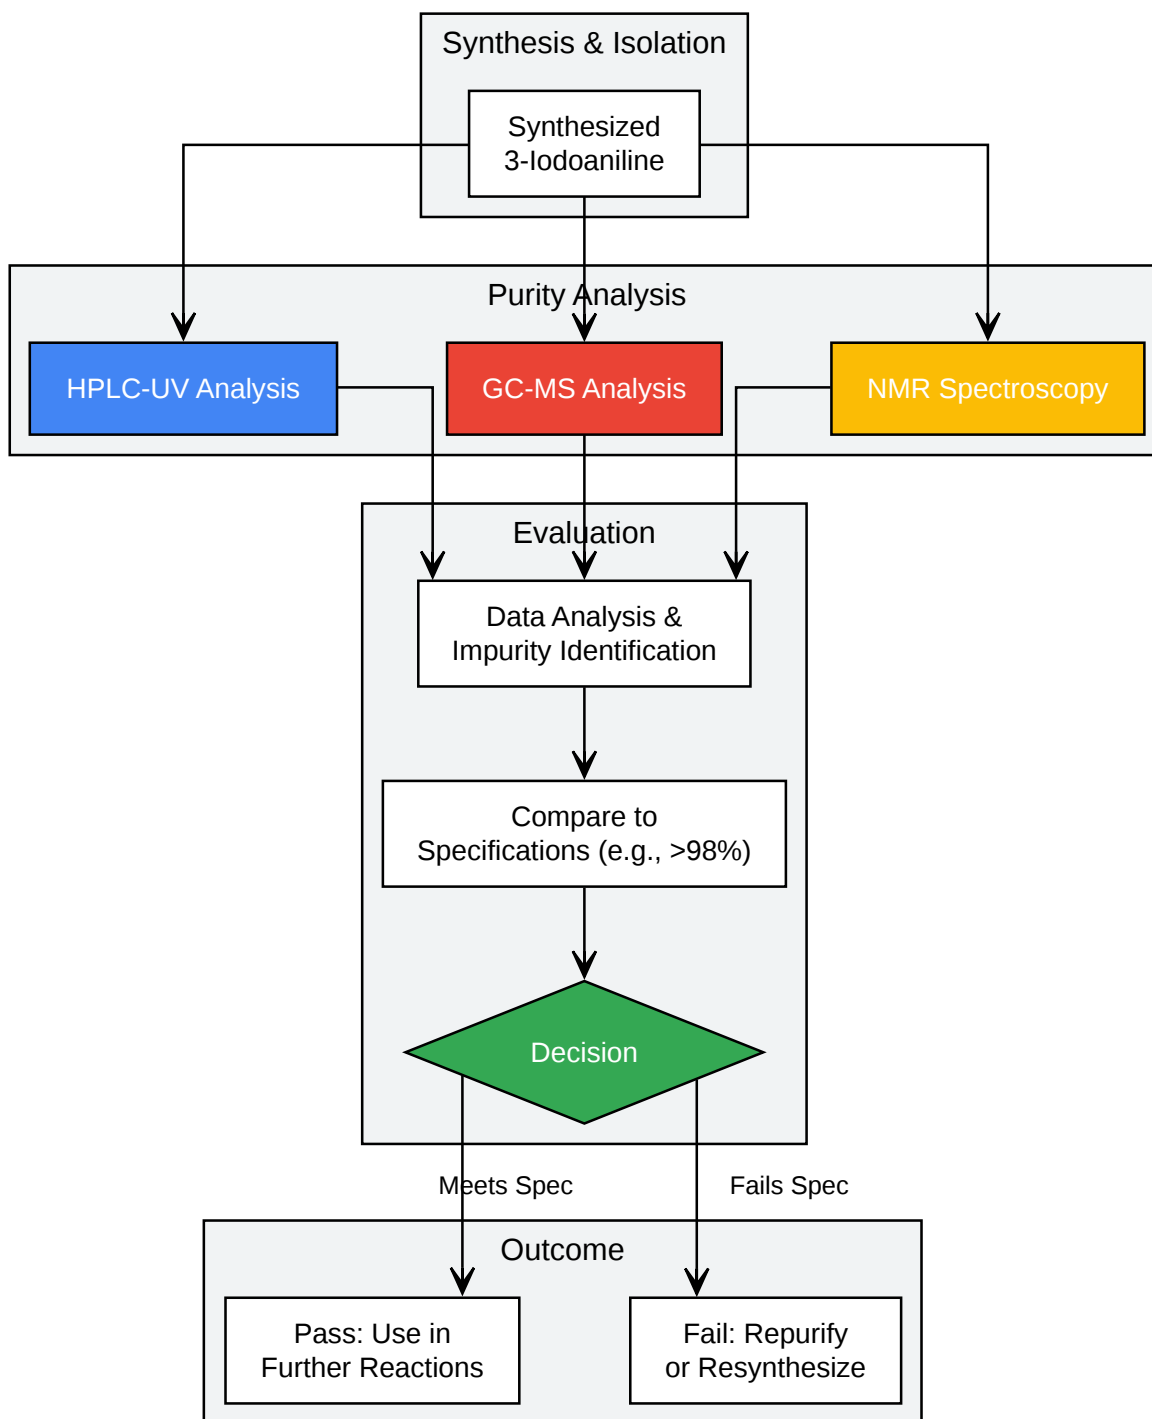 Synthesis & Isolation
Synthesized
3-Iodoaniline
Purity Analysis
HPLC-UV Analysis
GC-MS Analysis
NMR Spectroscopy
Evaluation
Data Analysis &
Impurity Identification
Compare to
Specifications (e.g., >98%)
Decision
Meets Spec
Fails Spec
Outcome
Pass: Use in
Further Reactions
Fail: Repurify
or Resynthesize